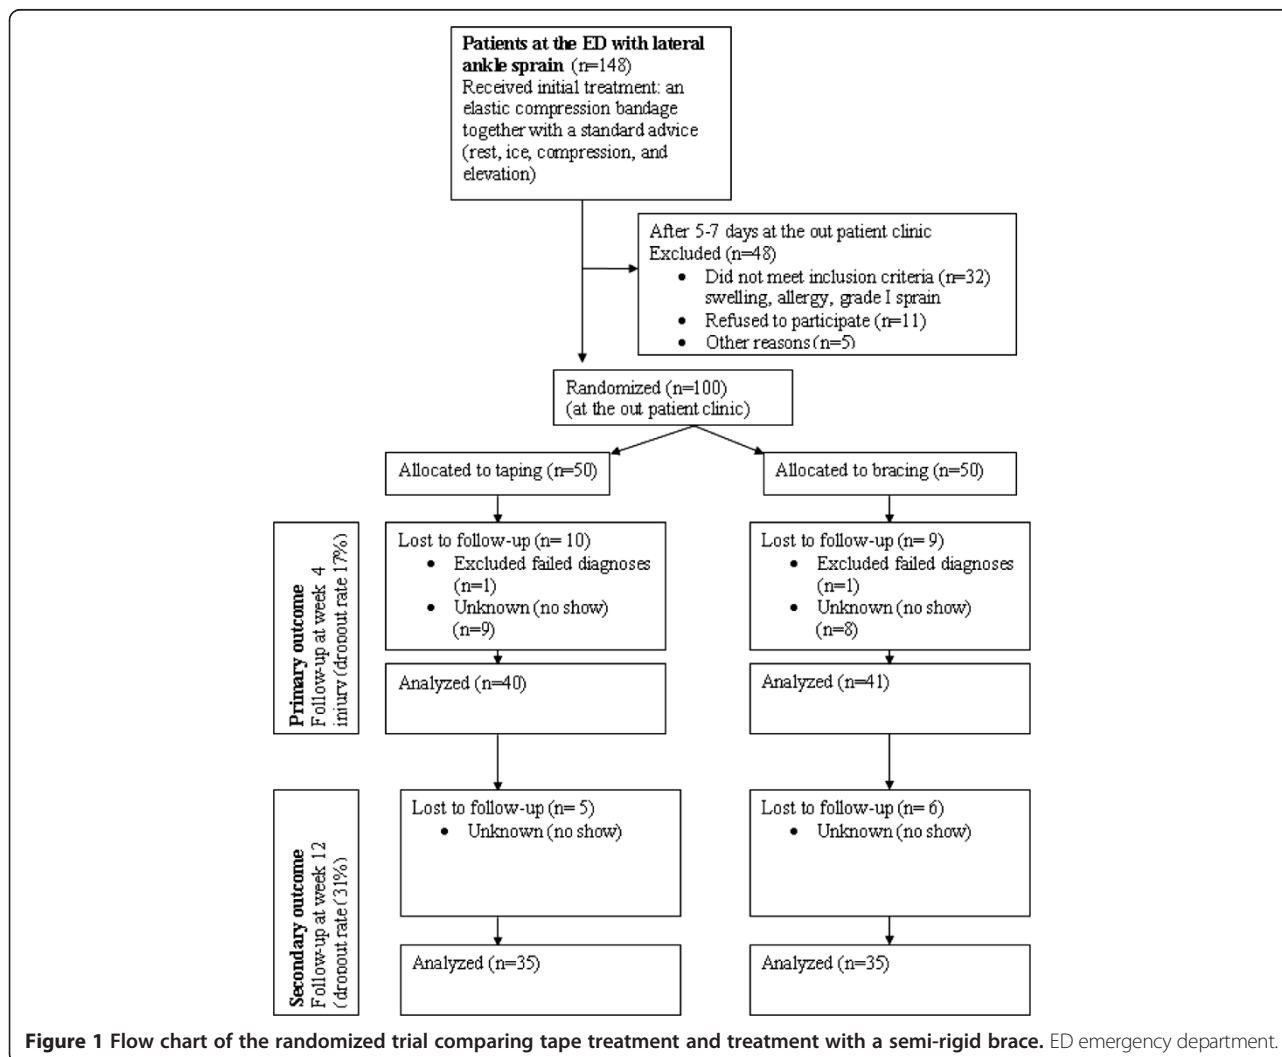 Patients at the ED with lateral
ankle sprain (n=148)
Received initial treatment: an
elastic compression bandage
together with a standard advice
(rest, ice, compression, and
elevation)
After 5-7 days at the out patient clinic
Excluded (n=48)
• Did not meet inclusion criteria (n=32)
swelling, allergy, grade I sprain
• Refused to participate (n=11)
• Other reasons (n=5)
Randomized (n=100)
(at the out patient clinic)
Allocated to taping (n=50)
Allocated to bracing (n=50)
Primary outcome
Follow-up at week 4
injury (dropout rate 17%)
Lost to follow-up (n= 10)
• Excluded failed diagnoses
(n=1)
• Unknown (no show)
(n=9)
Lost to follow-up (n= 9)
• Excluded failed diagnoses
(n=1)
• Unknown (no show)
(n=8)
Analyzed (n=40)
Analyzed (n=41)
Secondary outcome
Follow-up at week 12
(dropout rate (31%)
Lost to follow-up (n= 5)
• Unknown (no show)
Lost to follow-up (n= 6)
• Unknown (no show)
Analyzed (n=35)
Analyzed (n=35)
Figure 1 Flow chart of the randomized trial comparing tape treatment and treatment with a semi-rigid brace. ED emergency department.